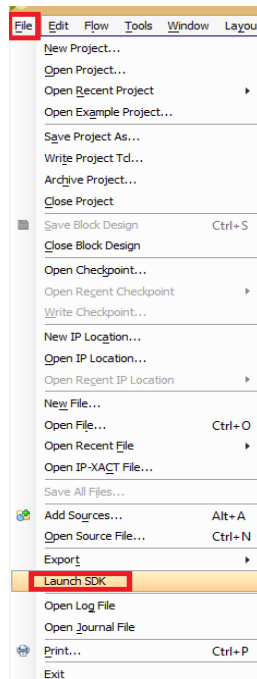 File Edit Flow Tools Window Layou
New Project...
Open Project...
Open Recent Project
Open Example Project...
Save Project As...
Write Project Tcl...
Archive Project...
Close Project
Save Block Design Ctrl+S
Close Block Design
Open Checkpoint...
Open Recent Checkpoint
Write Checkpoint...
New IP Location...
Open IP Location...
Open Recent IP Location
New File...
Open File... Ctrl+O
Open Recent File
Open IP-XACT File...
Save All Files...
Add Sources... Alt+A
Open Source File... Ctrl+N
Export
Launch SDK
Open Log File
Open Journal File
Print... Ctrl+P
Exit